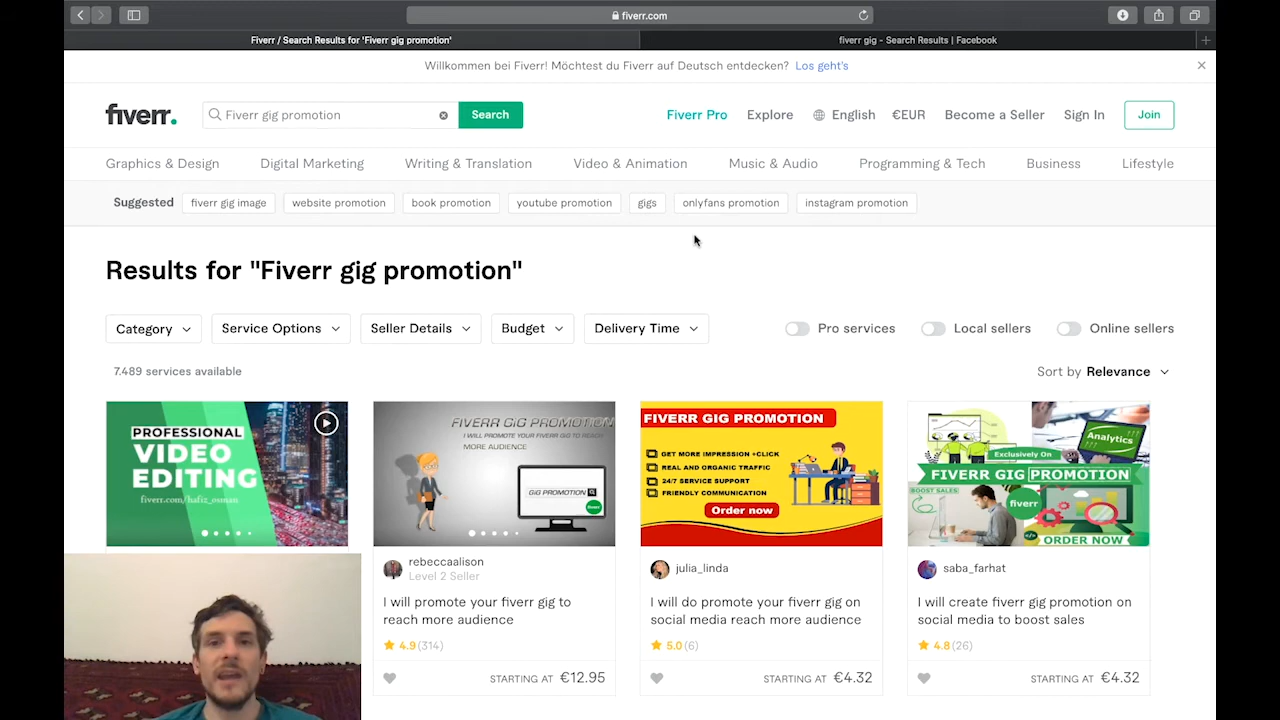 fiverr.com
Fiverr / Search Results for 'Fiverr gig promotion'
fiverr gig - Search Results | Facebook
Willkommen bei Fiverr! Möchtest du Fiverr auf Deutsch entdecken? Los geht's
fiverr.
Fiverr gig promotion
Search
Fiverr Pro
Explore
English
€EUR
Become a Seller
Sign In
Join
Graphics & Design
Digital Marketing
Writing & Translation
Video & Animation
Music & Audio
Programming & Tech
Business
Lifestyle
Suggested
fiverr gig image
website promotion
book promotion
youtube promotion
gigs
onlyfans promotion
instagram promotion
Results for "Fiverr gig promotion"
Category
Service Options
Seller Details
Budget
Delivery Time
Pro services
Local sellers
Online sellers
7.489 services available
Sort by Relevance
PROFESSIONAL
VIDEO
EDITING
fiverr.com/hafiz_osman
FIVERR GIG PROMOTION
I WILL PROMOTE YOUR FIVERR GIG TO REACH
MORE AUDIENCE
GIG PROMOTION
fiverr
rebeccaalison
Level 2 Seller
I will promote your fiverr gig to
reach more audience
4.9 (314)
STARTING AT €12.95
FIVERR GIG PROMOTION
GET MORE IMPRESSION +CLICK
REAL AND ORGANIC TRAFFIC
24/7 SERVICE SUPPORT
FRIENDLY COMMUNICATION
Order now
julia_linda
I will do promote your fiverr gig on
social media reach more audience
5.0 (6)
STARTING AT €4.32
Analytics
Exclusively On
FIVERR GIG PROMOTION
BOOST SALES
fiverr
ORDER NOW
saba_farhat
I will create fiverr gig promotion on
social media to boost sales
4.8 (26)
STARTING AT €4.32